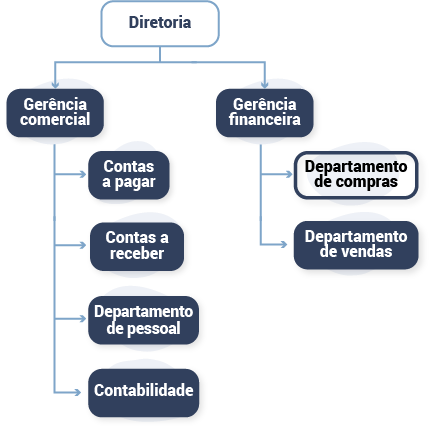 Diretoria
Gerência
comercial
Gerência
financeira
Contas
a pagar
Departamento
de compras
Contas a
receber
Departamento
de vendas
Departamento
de pessoal
Contabilidade